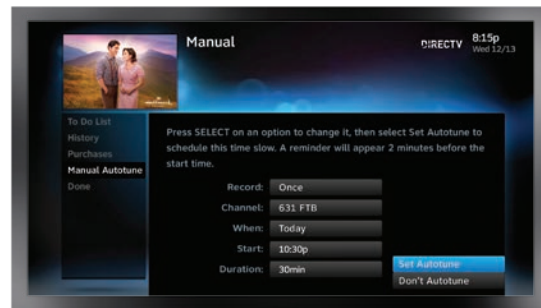 Manual
DIRECTV 8:15p
Wed 12/13
To Do List
History
Purchases
Manual Autotune
Done
Press SELECT on an option to change it, then select Set Autotune to
schedule this time slow. A reminder will appear 2 minutes before the
start time.
Record: Once
Channel: 631 FTB
When: Today
Start: 10:30p
Duration: 30min
Set Autotune
Don't Autotune